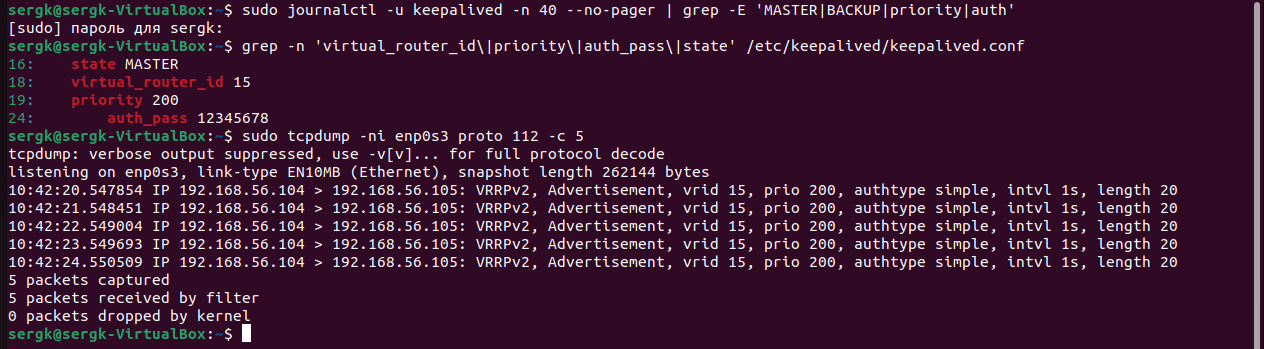 sergk@sergk-VirtualBox:~$ sudo journalctl -u keepalived -n 40 --no-pager | grep -E 'MASTER|BACKUP|priority|auth'
[sudo] пароль для sergk:
sergk@sergk-VirtualBox:~$ grep -n 'virtual_router_id\|priority\|auth_pass\|state' /etc/keepalived/keepalived.conf
16:    state MASTER
18:    virtual_router_id 15
19:    priority 200
24:        auth_pass 12345678
sergk@sergk-VirtualBox:~$ sudo tcpdump -ni enp0s3 proto 112 -c 5
tcpdump: verbose output suppressed, use -v[v]... for full protocol decode
listening on enp0s3, link-type EN10MB (Ethernet), snapshot length 262144 bytes
10:42:20.547854 IP 192.168.56.104 > 192.168.56.105: VRRPv2, Advertisement, vrid 15, prio 200, authtype simple, intvl 1s, length 20
10:42:21.548451 IP 192.168.56.104 > 192.168.56.105: VRRPv2, Advertisement, vrid 15, prio 200, authtype simple, intvl 1s, length 20
10:42:22.549004 IP 192.168.56.104 > 192.168.56.105: VRRPv2, Advertisement, vrid 15, prio 200, authtype simple, intvl 1s, length 20
10:42:23.549693 IP 192.168.56.104 > 192.168.56.105: VRRPv2, Advertisement, vrid 15, prio 200, authtype simple, intvl 1s, length 20
10:42:24.550509 IP 192.168.56.104 > 192.168.56.105: VRRPv2, Advertisement, vrid 15, prio 200, authtype simple, intvl 1s, length 20
5 packets captured
5 packets received by filter
0 packets dropped by kernel
sergk@sergk-VirtualBox:~$